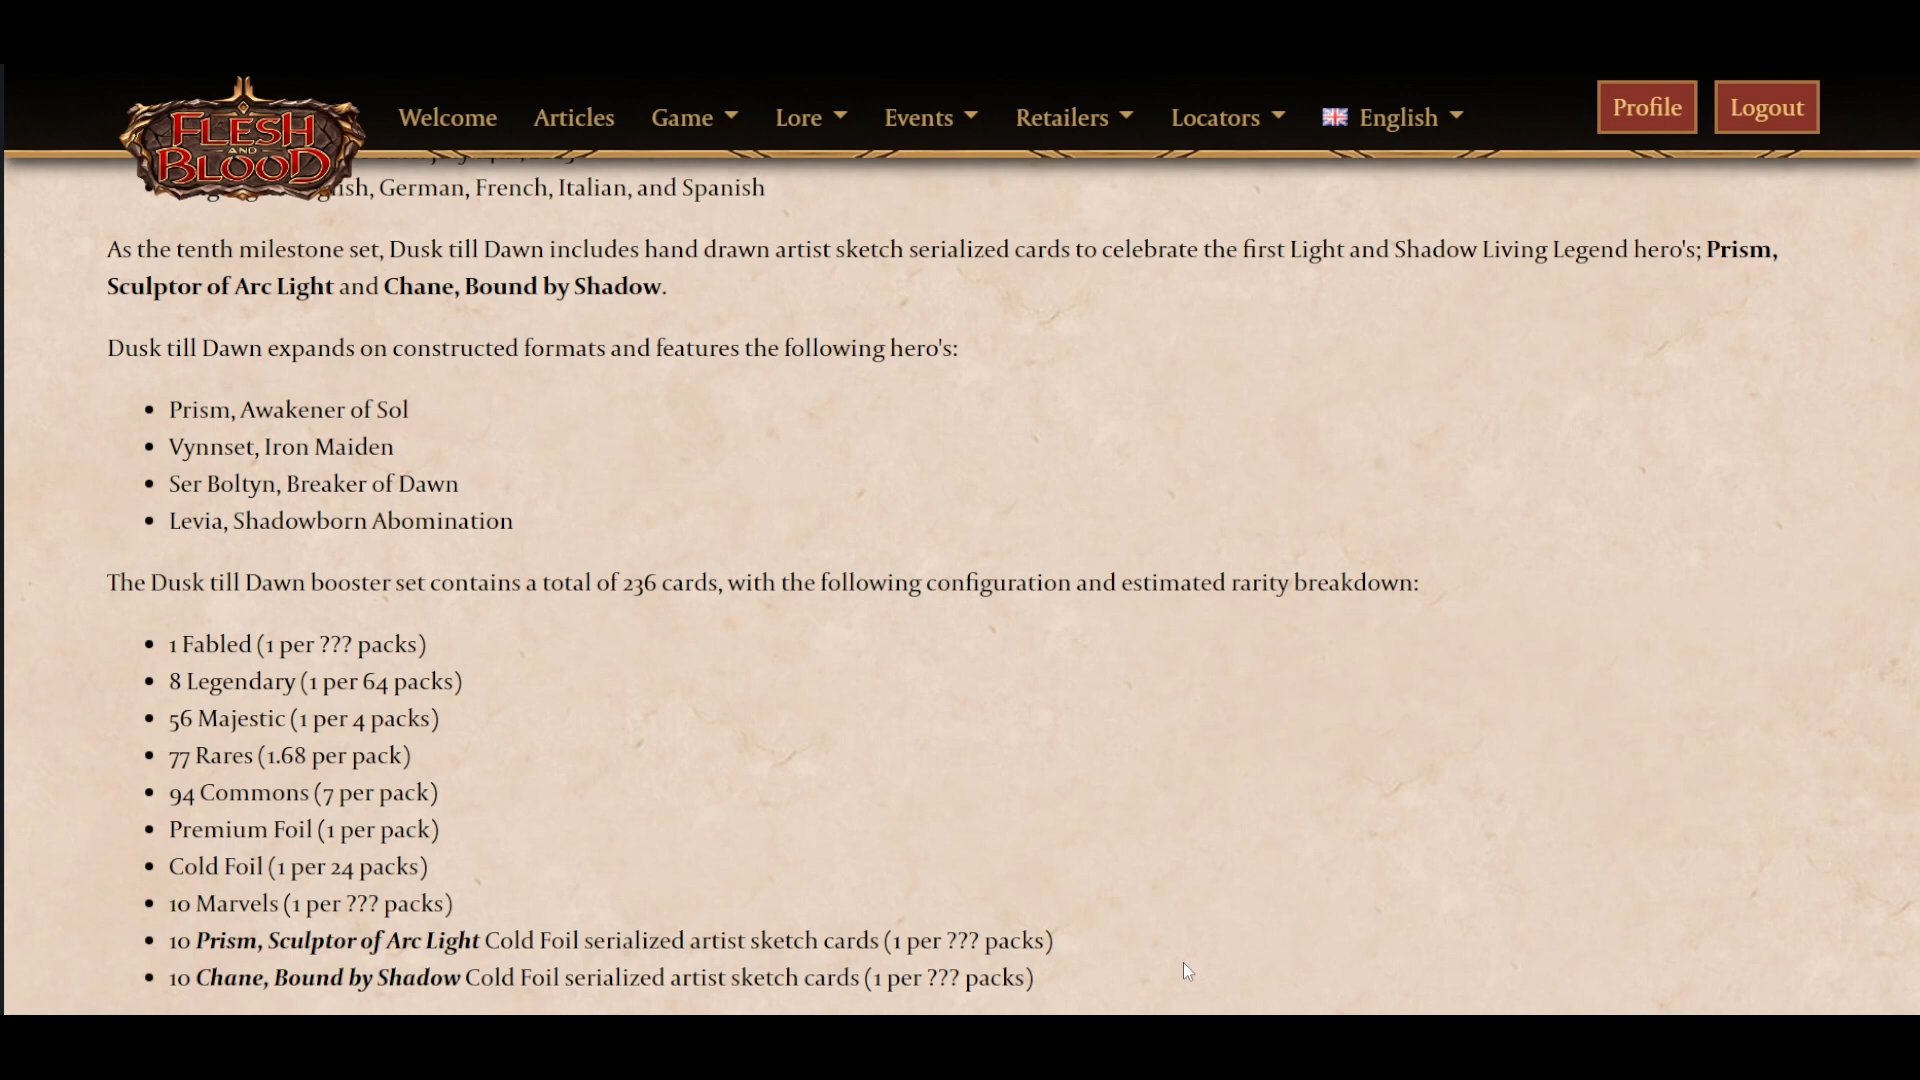 FLESH AND BLOOD
Welcome Articles Game Lore Events Retailers Locators English Profile Logout
ish, German, French, Italian, and Spanish
As the tenth milestone set, Dusk till Dawn includes hand drawn artist sketch serialized cards to celebrate the first Light and Shadow Living Legend hero's; Prism,
Sculptor of Arc Light and Chane, Bound by Shadow.
Dusk till Dawn expands on constructed formats and features the following hero's:
• Prism, Awakener of Sol
• Vynnset, Iron Maiden
• Ser Boltyn, Breaker of Dawn
• Levia, Shadowborn Abomination
The Dusk till Dawn booster set contains a total of 236 cards, with the following configuration and estimated rarity breakdown:
• 1 Fabled (1 per ??? packs)
• 8 Legendary (1 per 64 packs)
• 56 Majestic (1 per 4 packs)
• 77 Rares (1.68 per pack)
• 94 Commons (7 per pack)
• Premium Foil (1 per pack)
• Cold Foil (1 per 24 packs)
• 10 Marvels (1 per ??? packs)
• 10 Prism, Sculptor of Arc Light Cold Foil serialized artist sketch cards (1 per ??? packs)
• 10 Chane, Bound by Shadow Cold Foil serialized artist sketch cards (1 per ??? packs)